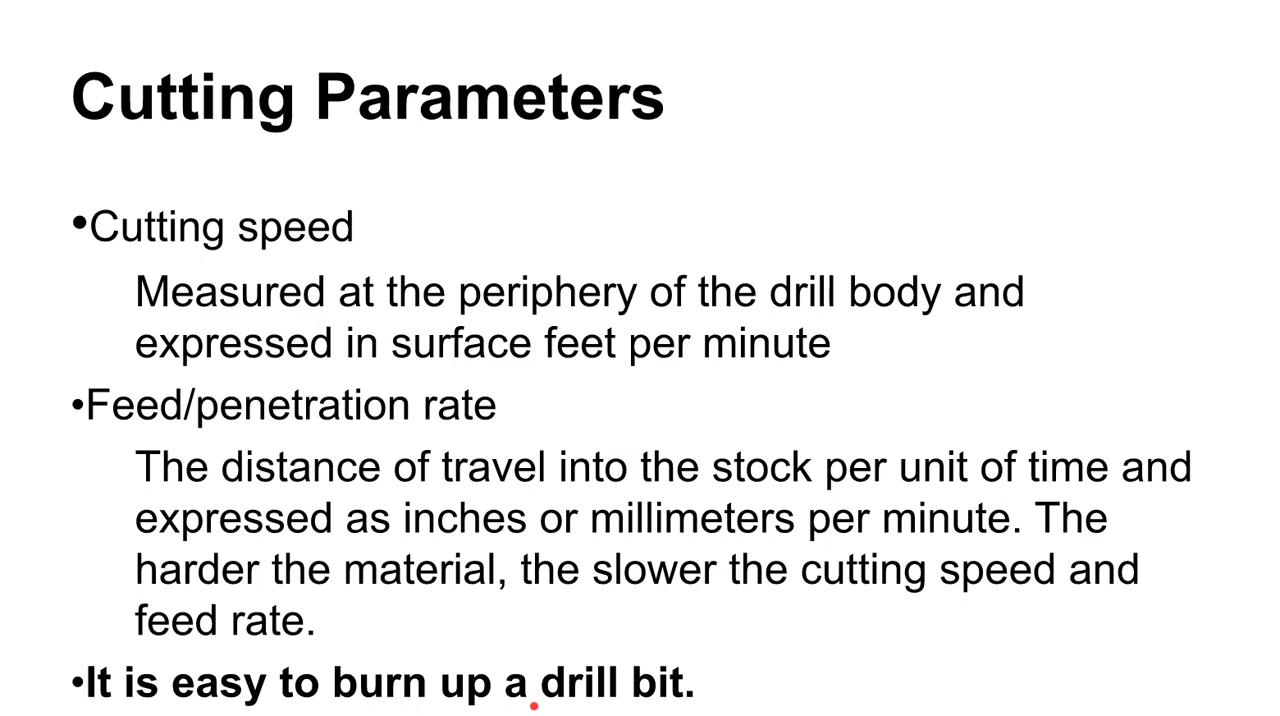 Cutting Parameters
•Cutting speed
Measured at the periphery of the drill body and
expressed in surface feet per minute
•Feed/penetration rate
The distance of travel into the stock per unit of time and
expressed as inches or millimeters per minute. The
harder the material, the slower the cutting speed and
feed rate.
•It is easy to burn up a drill bit.